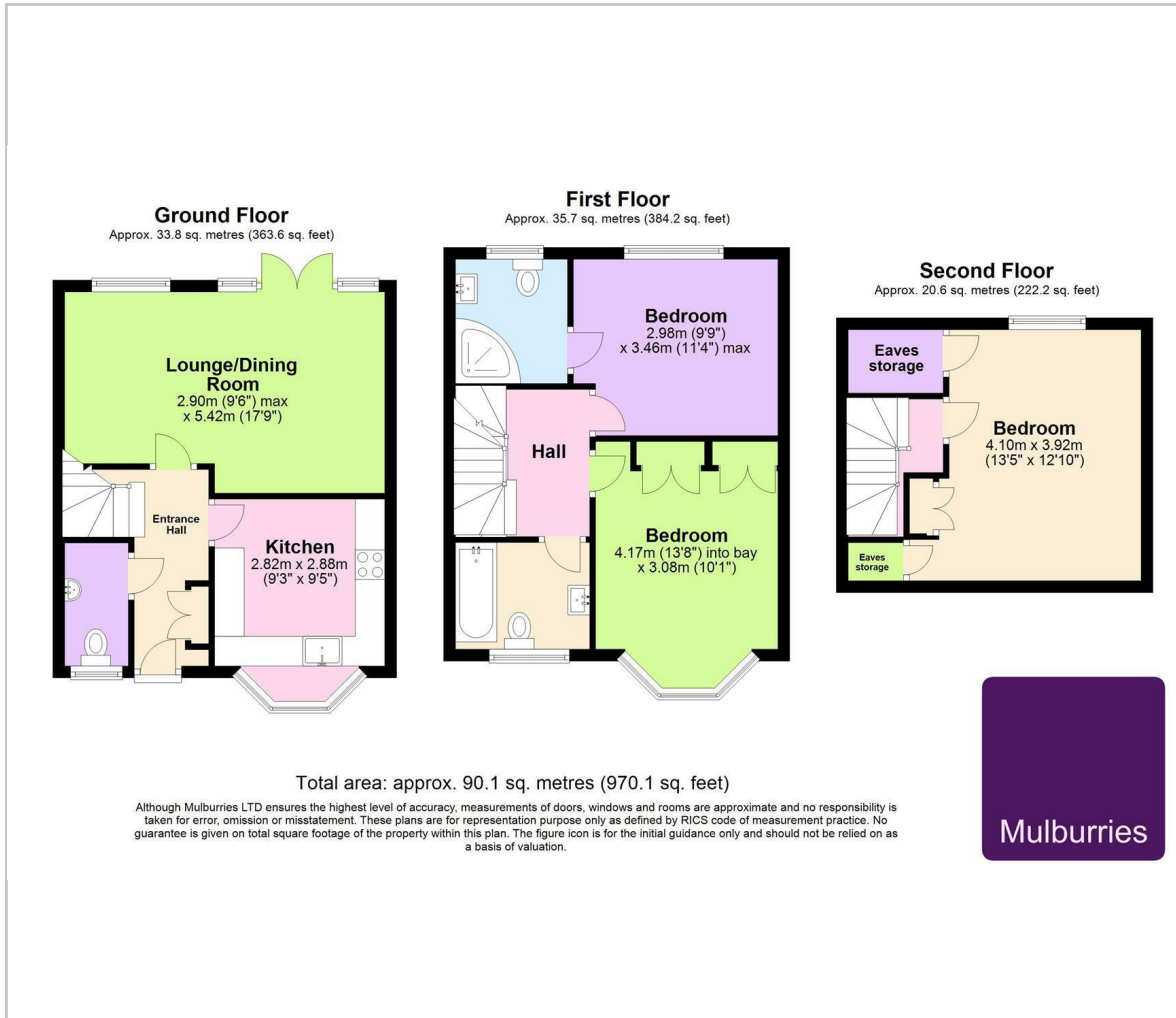 Ground Floor
Approx. 33.8 sq. metres (363.6 sq. feet)
Lounge/Dining
Room
2.90m (9'6") max
x 5.42m (17'9")
Entrance
Hall
Kitchen
2.82m x 2.88m
(9'3" x 9'5")
First Floor
Approx. 35.7 sq. metres (384.2 sq. feet)
Bedroom
2.98m (9'9")
x 3.46m (11'4") max
Hall
Bedroom
4.17m (13'8") into bay
x 3.08m (10'1")
Second Floor
Approx. 20.6 sq. metres (222.2 sq. feet)
Eaves
storage
Bedroom
4.10m x 3.92m
(13'5" x 12'10")
Eaves
storage
Total area: approx. 90.1 sq. metres (970.1 sq. feet)
Although Mulburries LTD ensures the highest level of accuracy, measurements of doors, windows and rooms are approximate and no responsibility is
taken for error, omission or misstatement. These plans are for representation purpose only as defined by RICS code of measurement practice. No
guarantee is given on total square footage of the property within this plan. The figure icon is for the initial guidance only and should not be relied on as
a basis of valuation.
Mulburries